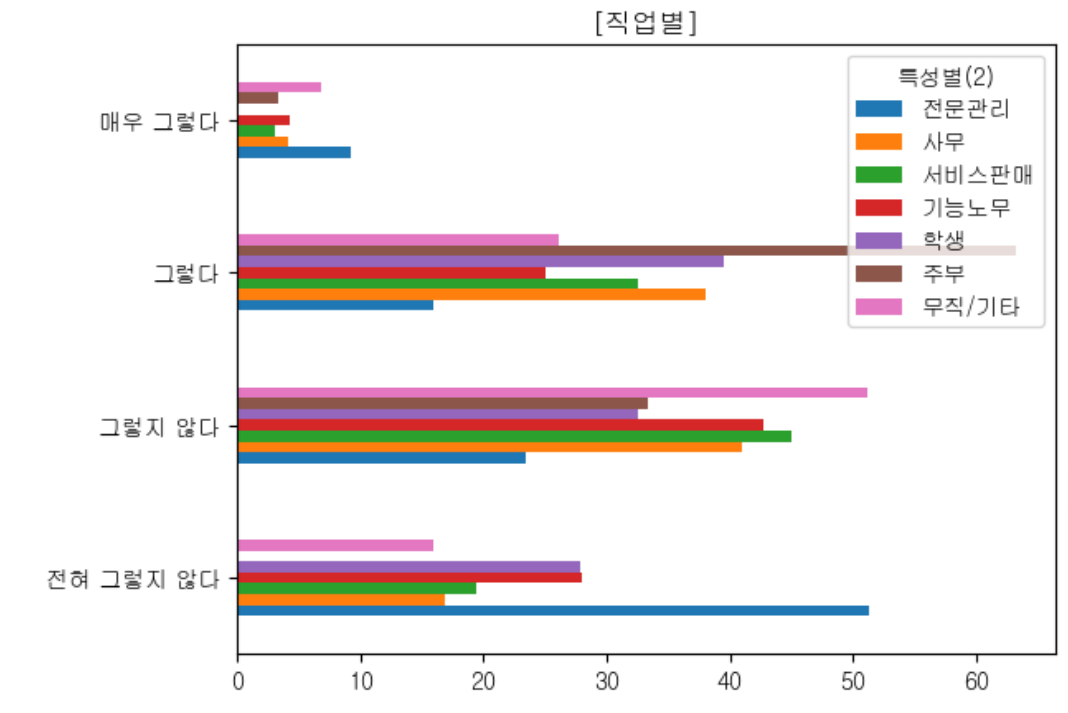 [직업별]
특성별(2)
전문관리
사무
서비스판매
기능노무
학생
주부
무직/기타
매우 그렇다
그렇다
그렇지 않다
전혀 그렇지 않다
0 10 20 30 40 50 60